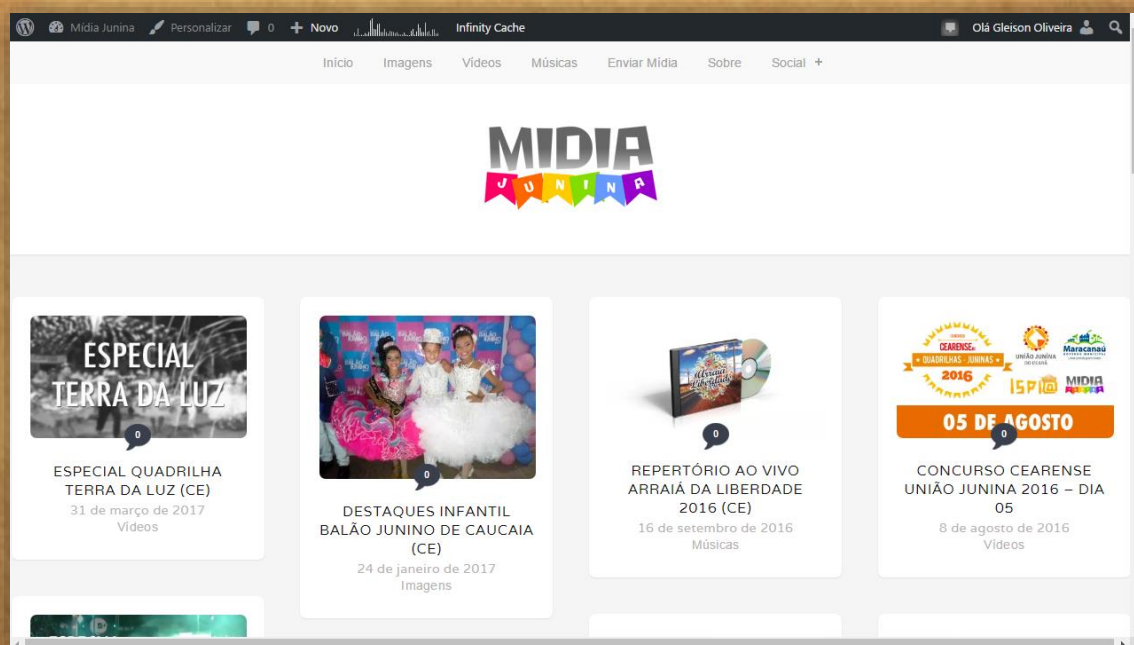 Mídia Junina Personalizar 0 Novo Infinity Cache Olá Gleison Oliveira
Início Imagens Vídeos Músicas Enviar Mídia Sobre Social +
MIDIA
JUNINA
ESPECIAL
TERRA DA LUZ
0
ESPECIAL QUADRILHA
TERRA DA LUZ (CE)
31 de março de 2017
Vídeos
BALÃO
JUNINO
0
DESTAQUES INFANTIL
BALÃO JUNINO DE CAUCAIA
(CE)
24 de janeiro de 2017
Imagens
Arraiá
Liberdade
0
REPERTÓRIO AO VIVO
ARRAIÁ DA LIBERDADE
2016 (CE)
16 de setembro de 2016
Músicas
CEARENSE
QUADRILHAS - JUNINAS
2016
UNIÃO JUNINA
Maracanaú
MIDIA
05 DE AGOSTO
0
CONCURSO CEARENSE
UNIÃO JUNINA 2016 – DIA
05
8 de agosto de 2016
Vídeos